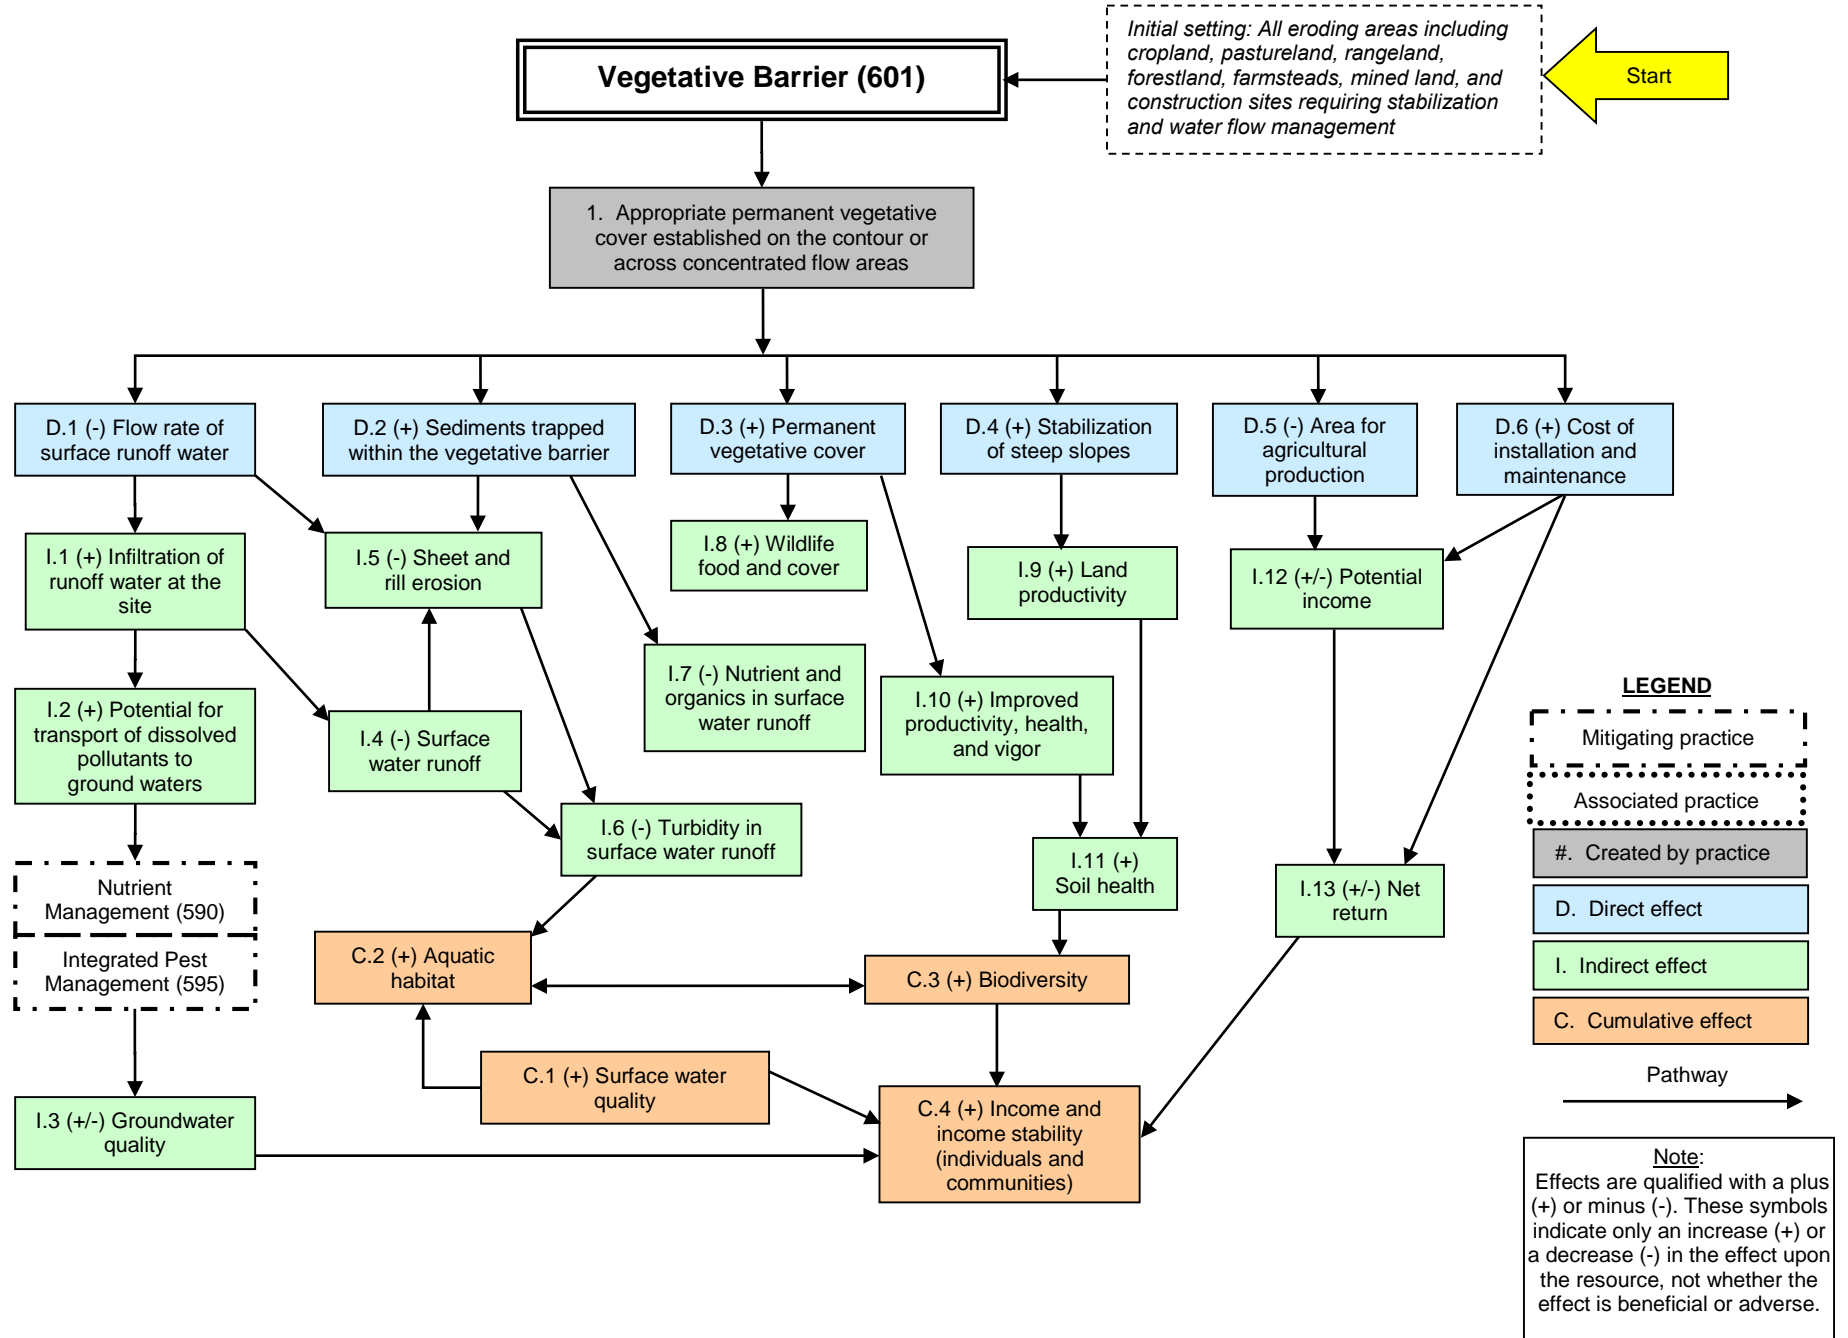 Initial setting: All eroding areas including
cropland, pastureland, rangeland,
forestland, farmsteads, mined land, and
construction sites requiring stabilization
and water flow management
Start
Vegetative Barrier (601)
1. Appropriate permanent vegetative
cover established on the contour or
across concentrated flow areas
D.1 (-) Flow rate of
surface runoff water
D.2 (+) Sediments trapped
within the vegetative barrier
D.3 (+) Permanent
vegetative cover
D.4 (+) Stabilization
of steep slopes
D.5 (-) Area for
agricultural
production
D.6 (+) Cost of
installation and
maintenance
I.1 (+) Infiltration of
runoff water at the
site
I.5 (-) Sheet and
rill erosion
I.8 (+) Wildlife
food and cover
I.9 (+) Land
productivity
I.12 (+/-) Potential
income
I.2 (+) Potential for
transport of dissolved
pollutants to
ground waters
I.4 (-) Surface
water runoff
I.7 (-) Nutrient and
organics in surface
water runoff
I.10 (+) Improved
productivity, health,
and vigor
I.6 (-) Turbidity in
surface water runoff
I.11 (+)
Soil health
I.13 (+/-) Net
return
Nutrient
Management (590)
Integrated Pest
Management (595)
C.2 (+) Aquatic
habitat
C.3 (+) Biodiversity
C.1 (+) Surface water
quality
C.4 (+) Income and
income stability
(individuals and
communities)
I.3 (+/-) Groundwater
quality
LEGEND
Mitigating practice
Associated practice
#. Created by practice
D. Direct effect
I. Indirect effect
C. Cumulative effect
Pathway
Note:
Effects are qualified with a plus
(+) or minus (-). These symbols
indicate only an increase (+) or
a decrease (-) in the effect upon
the resource, not whether the
effect is beneficial or adverse.